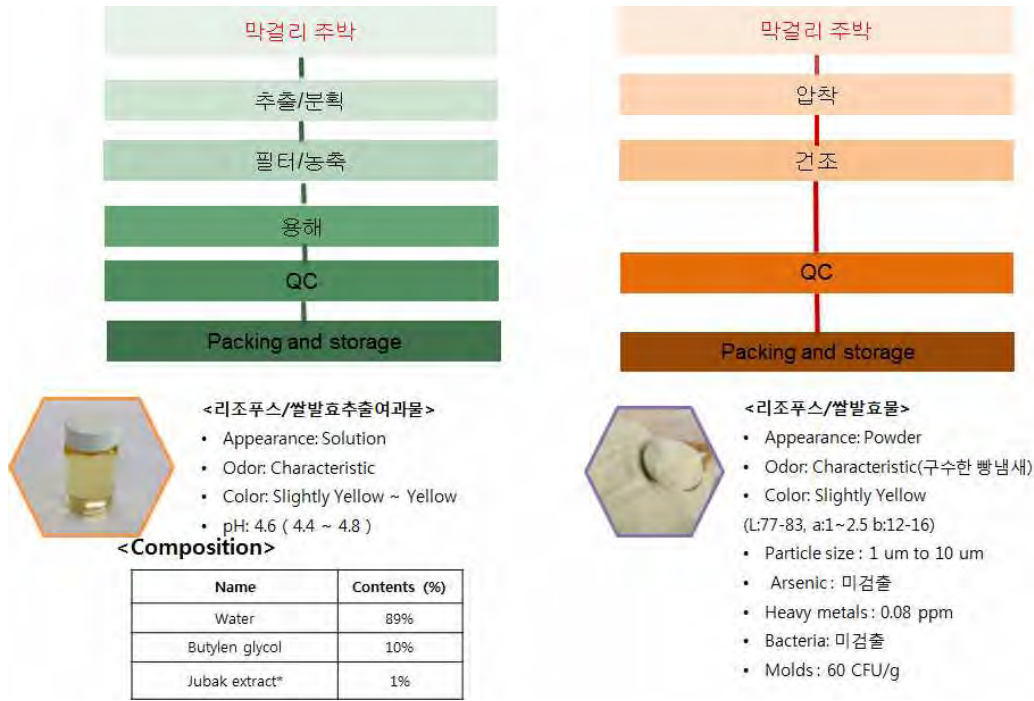 막걸리 주박
추출/분획
필터/농축
용해
QC
Packing and storage
<리조푸스/쌀발효추출여과물>
• Appearance: Solution
• Odor: Characteristic
• Color: Slightly Yellow ~ Yellow
• pH: 4.6 ( 4.4 ~ 4.8 )
<Composition>
Name Contents (%)
Water 89%
Butylen glycol 10%
Jubak extract* 1%
막걸리 주박
압착
건조
QC
Packing and storage
<리조푸스/쌀발효물>
• Appearance: Powder
• Odor: Characteristic(구수한 빵냄새)
• Color: Slightly Yellow
(L:77-83, a:1~2.5 b:12-16)
• Particle size : 1 um to 10 um
• Arsenic : 미검출
• Heavy metals : 0.08 ppm
• Bacteria: 미검출
• Molds: 60 CFU/g